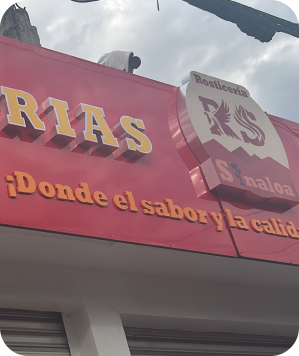 RIAS
Rosticería
RS
Sinaloa
¡Donde el sabor y la calid